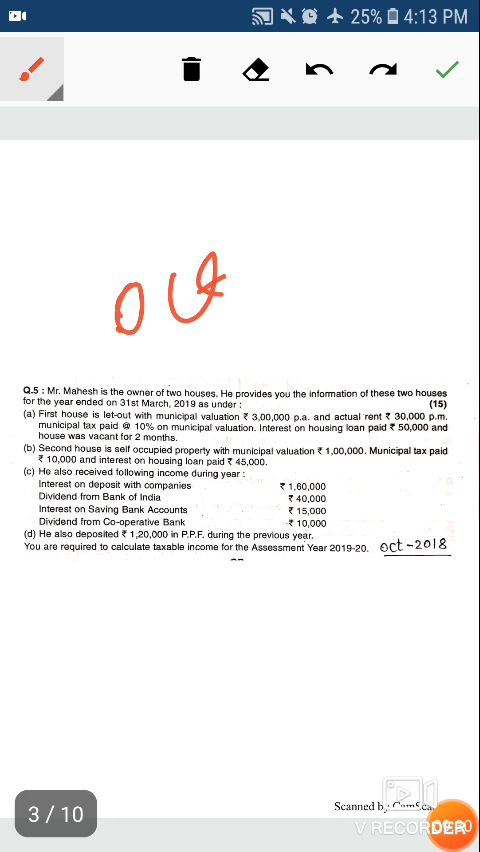 25% 4:13 PM
Q.5 : Mr. Mahesh is the owner of two houses. He provides you the information of these two houses
for the year ended on 31st March, 2019 as under : (15)
(a) First house is let-out with municipal valuation ₹ 3,00,000 p.a. and actual rent ₹ 30,000 p.m.
municipal tax paid @ 10% on municipal valuation. Interest on housing loan paid ₹ 50,000 and
house was vacant for 2 months.
(b) Second house is self occupied property with municipal valuation ₹ 1,00,000. Municipal tax paid
₹ 10,000 and interest on housing loan paid ₹ 45,000.
(c) He also received following income during year :
Interest on deposit with companies ₹ 1,60,000
Dividend from Bank of India ₹ 40,000
Interest on Saving Bank Accounts ₹ 15,000
Dividend from Co-operative Bank ₹ 10,000
(d) He also deposited ₹ 1,20,000 in P.P.F. during the previous year.
You are required to calculate taxable income for the Assessment Year 2019-20. Oct-2018
3 / 10
Scanned by
V RECORDER